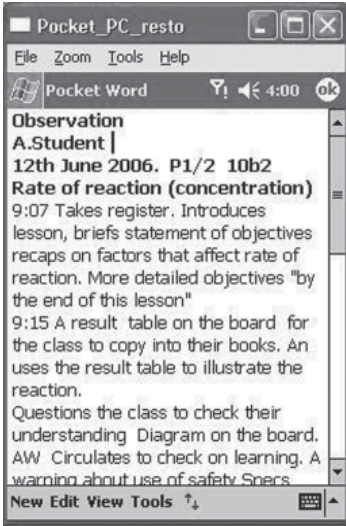 Pocket_PC_resto
File Zoom Tools Help
Pocket Word 4:00 ok
Observation
A.Student
12th June 2006. P1/2 10b2
Rate of reaction (concentration)
9:07 Takes register. Introduces
lesson, briefs statement of objectives
recaps on factors that affect rate of
reaction. More detailed objectives "by
the end of this lesson"
9:15 A result table on the board for
the class to copy into their books. An
uses the result table to illustrate the
reaction.
Questions the class to check their
understanding Diagram on the board.
AW Circulates to check on learning. A
warning about use of safety Specs
New Edit View Tools